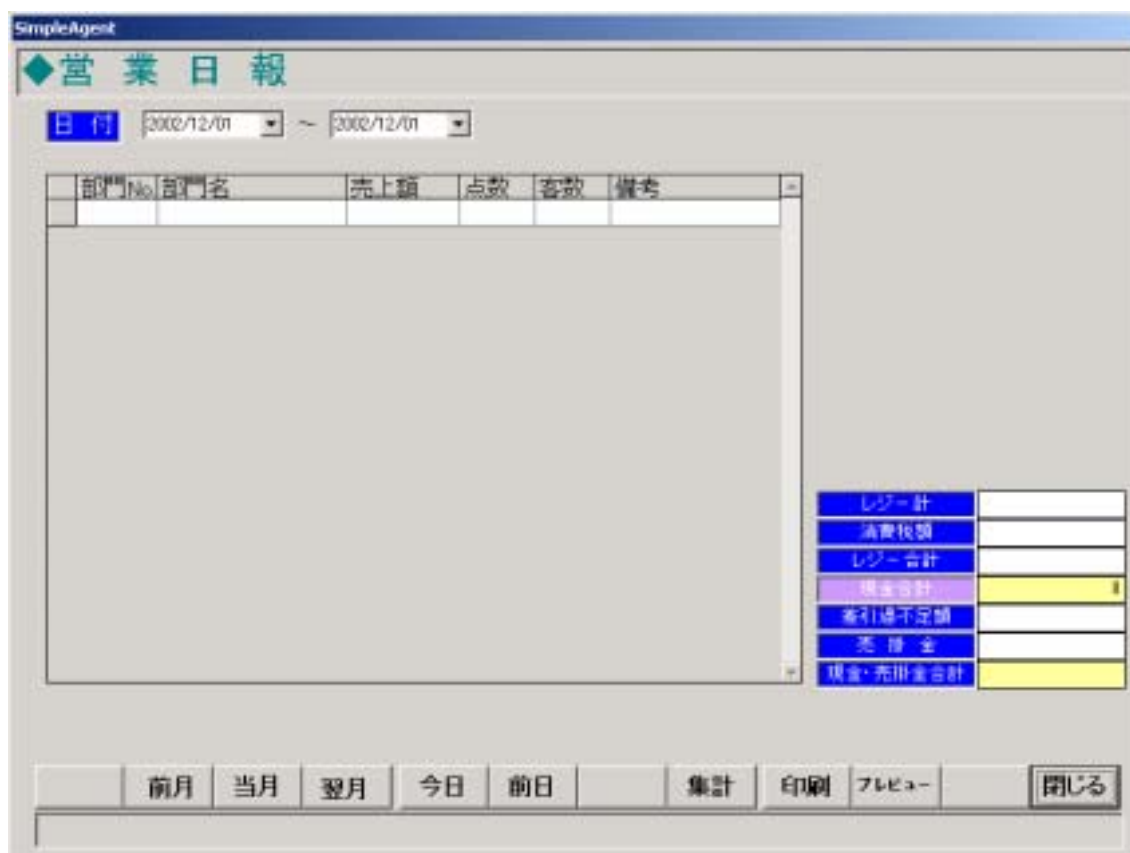 SimpleAgent
◆営 業 日 報
日 付 2002/12/01 ～ 2002/12/01
部門No. 部門名 売上額 点数 客数 備考
レジー計
消費税額
レジー合計
現金合計
差引過不足額
売 掛 金
現金・売掛金合計
前月 当月 翌月 今日 前日 集計 印刷 プレビュー 閉じる